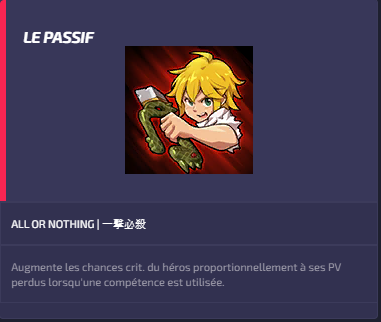 LE PASSIF
ALL OR NOTHING | 一撃必殺
Augmente les chances crit. du héros proportionnellement à ses PV
perdus lorsqu'une compétence est utilisée.